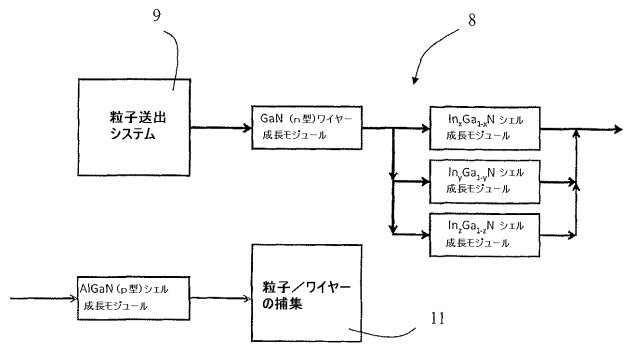 9
8
粒子送出
システム
GaN（n型）ワイヤー
成長モジュール
InxGa1-xN シェル
成長モジュール
InyGa1-yN シェル
成長モジュール
InzGa1-zN シェル
成長モジュール
AlGaN（p型）シェル
成長モジュール
粒子／ワイヤー
の捕集
11